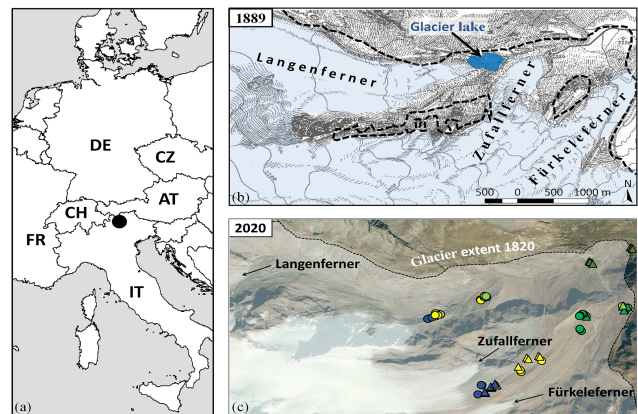 DE
CZ
AT
CH
FR
IT
(a)
1889
Glacier lake
Langenferner
Zufallferner
Fürkeleferner
N
500 0 500 1000 m
(b)
2020
Glacier extent 1820
Langenferner
Zufallferner
Fürkeleferner
(c)